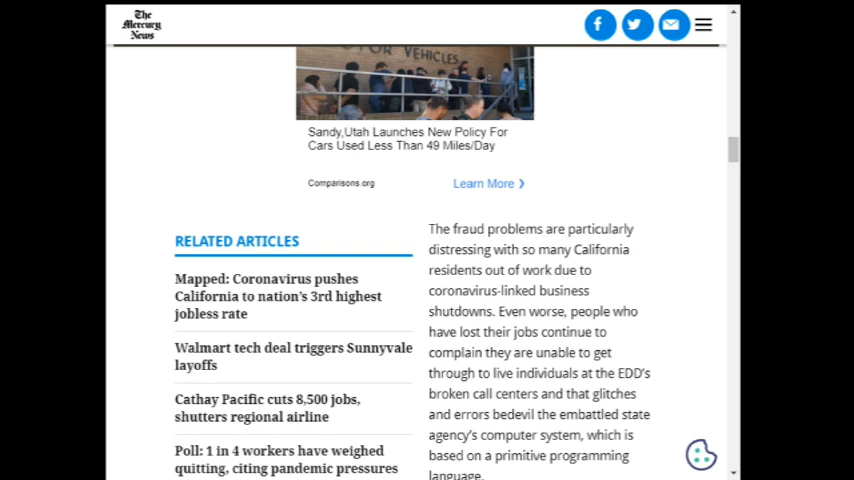 The
Mercury
News
FOR VEHICLES
Sandy,Utah Launches New Policy For
Cars Used Less Than 49 Miles/Day
Comparisons.org
Learn More ❯
RELATED ARTICLES
Mapped: Coronavirus pushes
California to nation's 3rd highest
jobless rate
Walmart tech deal triggers Sunnyvale
layoffs
Cathay Pacific cuts 8,500 jobs,
shutters regional airline
Poll: 1 in 4 workers have weighed
quitting, citing pandemic pressures
The fraud problems are particularly
distressing with so many California
residents out of work due to
coronavirus-linked business
shutdowns. Even worse, people who
have lost their jobs continue to
complain they are unable to get
through to live individuals at the EDD's
broken call centers and that glitches
and errors bedevil the embattled state
agency's computer system, which is
based on a primitive programming
language.